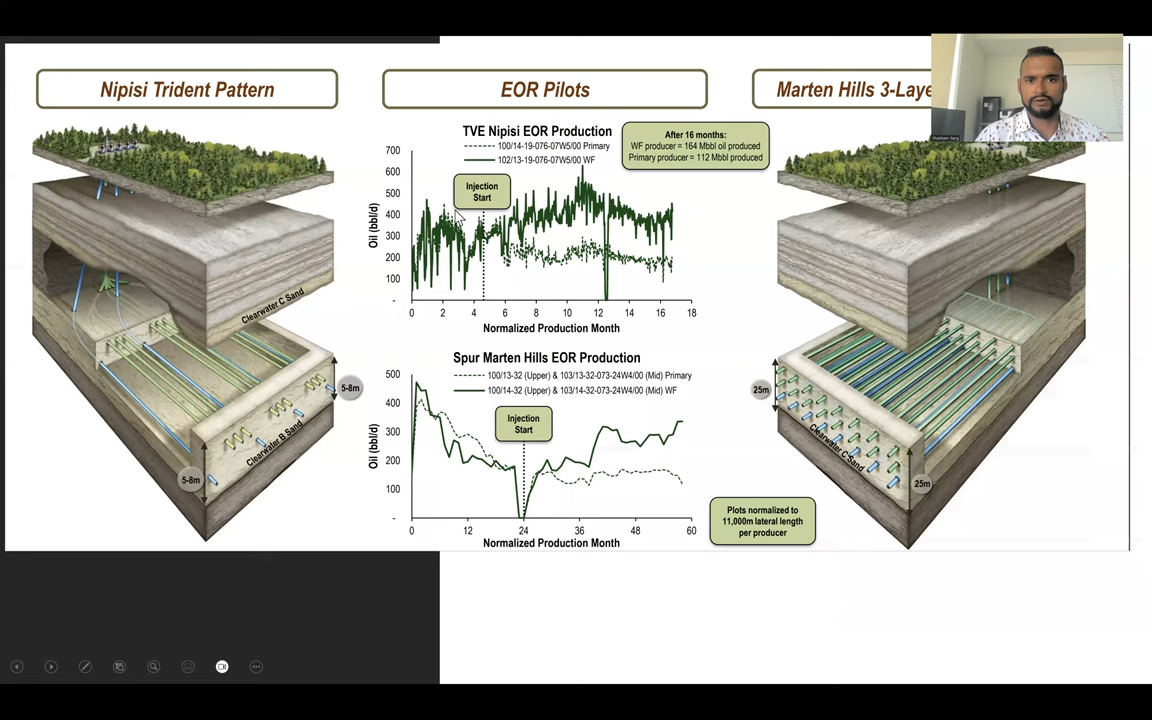 Nipisi Trident Pattern
EOR Pilots
Marten Hills 3-Laye
TVE Nipisi EOR Production
100/14-19-076-07W5/00 Primary
102/13-19-076-07W5/00 WF
After 16 months:
WF producer = 164 Mbbl oil produced
Primary producer = 112 Mbbl produced
Injection
Start
Oil (bbl/d)
700
600
500
400
300
200
100
-
0 2 4 6 8 10 12 14 16 18
Normalized Production Month
Spur Marten Hills EOR Production
100/13-32 (Upper) & 103/13-32-073-24W4/00 (Mid) Primary
100/14-32 (Upper) & 103/14-32-073-24W4/00 (Mid) WF
Injection
Start
Oil (bbl/d)
500
400
300
200
100
-
0 12 24 36 48 60
Normalized Production Month
Plots normalized to
11,000m lateral length
per producer
Clearwater C Sand
Clearwater B Sand
5-8m
5-8m
Clearwater C Sand
25m
25m
Shubham Garg